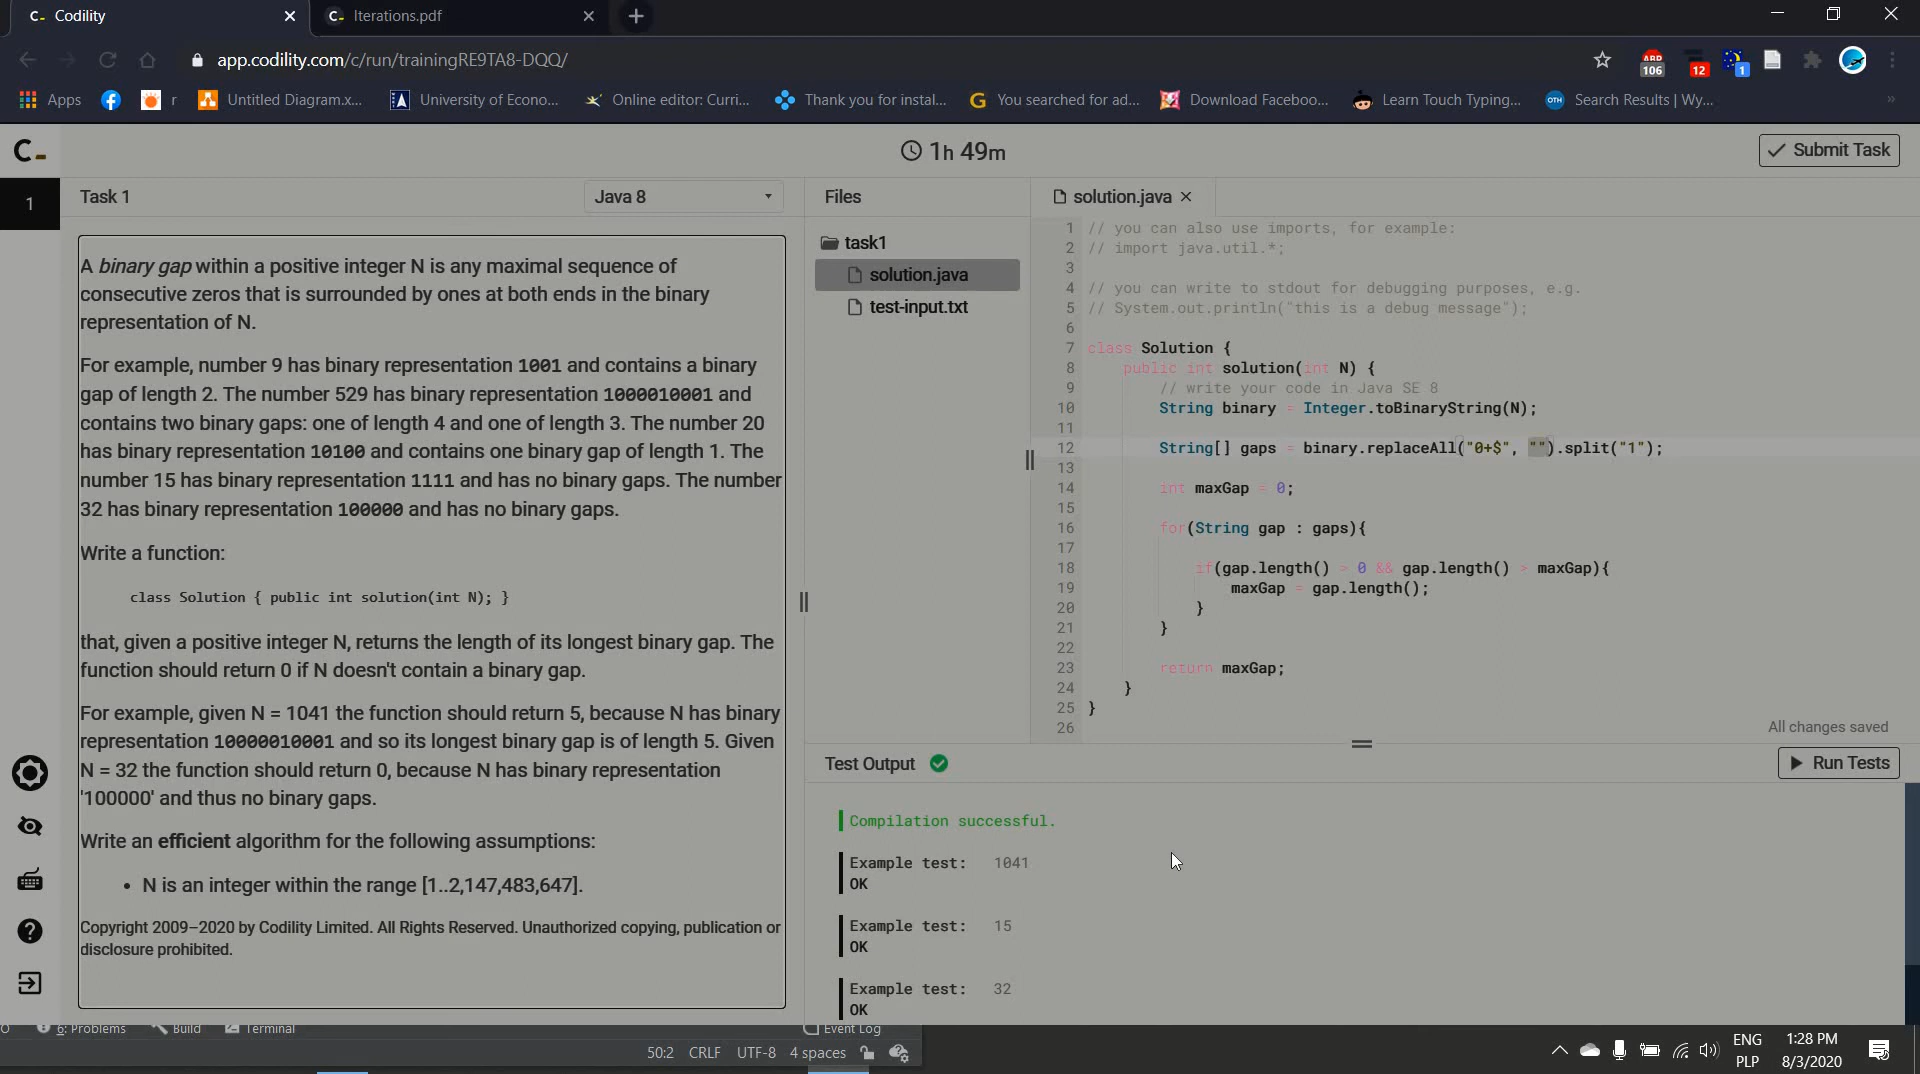 Codility
Iterations.pdf
app.codility.com/c/run/trainingRE9TA8-DQQ/
ABP
106
12
1
Apps
r
Untitled Diagram.x...
University of Econo...
Online editor: Curri...
Thank you for instal...
You searched for ad...
Download Faceboo...
Learn Touch Typing...
OTH
Search Results | Wy...
»
C_
1h 49m
Submit Task
1
Task 1
Java 8
Files
solution.java
task1
solution.java
test-input.txt
A binary gap within a positive integer N is any maximal sequence of
consecutive zeros that is surrounded by ones at both ends in the binary
representation of N.
For example, number 9 has binary representation 1001 and contains a binary
gap of length 2. The number 529 has binary representation 1000010001 and
contains two binary gaps: one of length 4 and one of length 3. The number 20
has binary representation 10100 and contains one binary gap of length 1. The
number 15 has binary representation 1111 and has no binary gaps. The number
32 has binary representation 100000 and has no binary gaps.
Write a function:
class Solution { public int solution(int N); }
that, given a positive integer N, returns the length of its longest binary gap. The
function should return 0 if N doesn't contain a binary gap.
For example, given N = 1041 the function should return 5, because N has binary
representation 10000010001 and so its longest binary gap is of length 5. Given
N = 32 the function should return 0, because N has binary representation
'100000' and thus no binary gaps.
Write an efficient algorithm for the following assumptions:
• N is an integer within the range [1..2,147,483,647].
Copyright 2009–2020 by Codility Limited. All Rights Reserved. Unauthorized copying, publication or
disclosure prohibited.
1 // you can also use imports, for example:
2 // import java.util.*;
3
4 // you can write to stdout for debugging purposes, e.g.
5 // System.out.println("this is a debug message");
6
7 class Solution {
8 public int solution(int N) {
9 // write your code in Java SE 8
10 String binary = Integer.toBinaryString(N);
11
12 String[] gaps = binary.replaceAll("0+$", "").split("1");
13
14 int maxGap = 0;
15
16 for(String gap : gaps){
17
18 if(gap.length() > 0 && gap.length() > maxGap){
19 maxGap = gap.length();
20 }
21 }
22
23 return maxGap;
24 }
25 }
26
All changes saved
Test Output
Run Tests
Compilation successful.
Example test: 1041
OK
Example test: 15
OK
Example test: 32
OK
6: Problems
Build
Terminal
Event Log
50:2 CRLF UTF-8 4 spaces
ENG
PLP
1:28 PM
8/3/2020